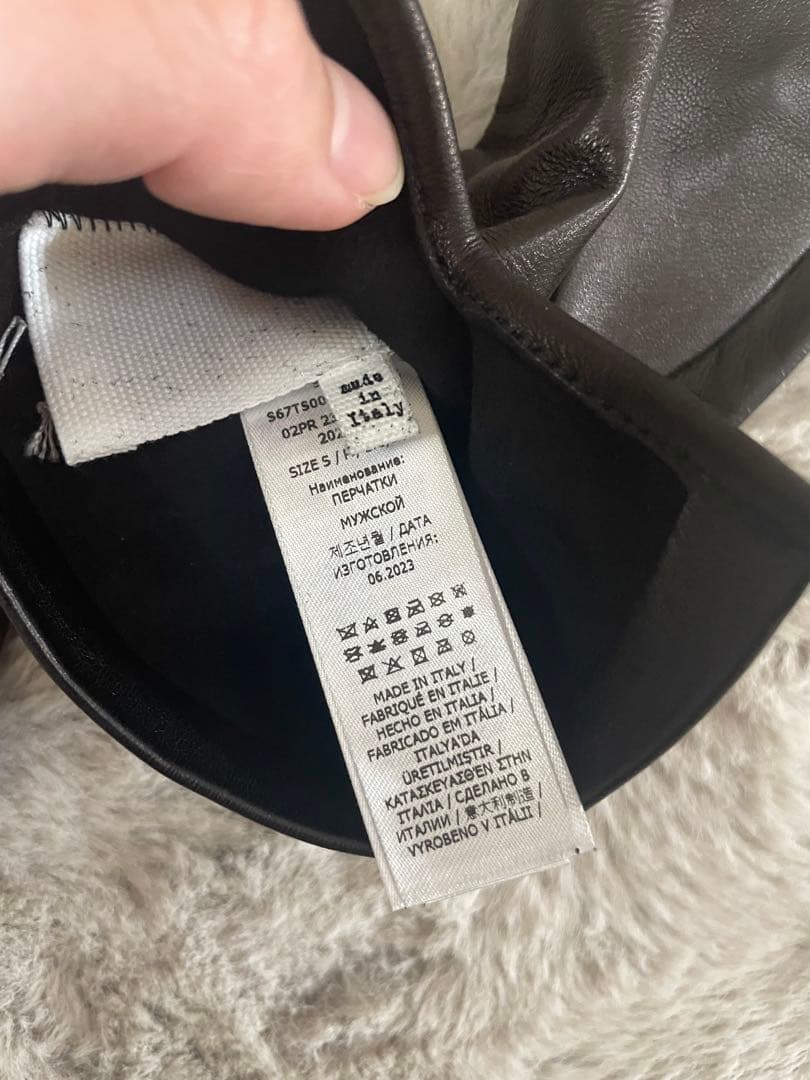 made
in
Italy
S67TS00
02PR 23
202
SIZE S /
Наименование:
ПЕРЧАТКИ
МУЖСКОЙ
제조년월 / ДАТА
ИЗГОТОВЛЕНИЯ:
06.2023
MADE IN ITALY /
FABRIQUÉ EN ITALIE /
HECHO EN ITALIA /
FABRICADO EM ITÁLIA /
ITALYA'DA
ÜRETILMIŞTIR /
ΚΑΤΑΣΚΕΥΑΣΘΕΝ ΣΤΗΝ
ΙΤΑΛΙΑ / СДЕЛАНО В
ИТАЛИИ / 意大利制造 /
VYROBENO V ITÁLII /